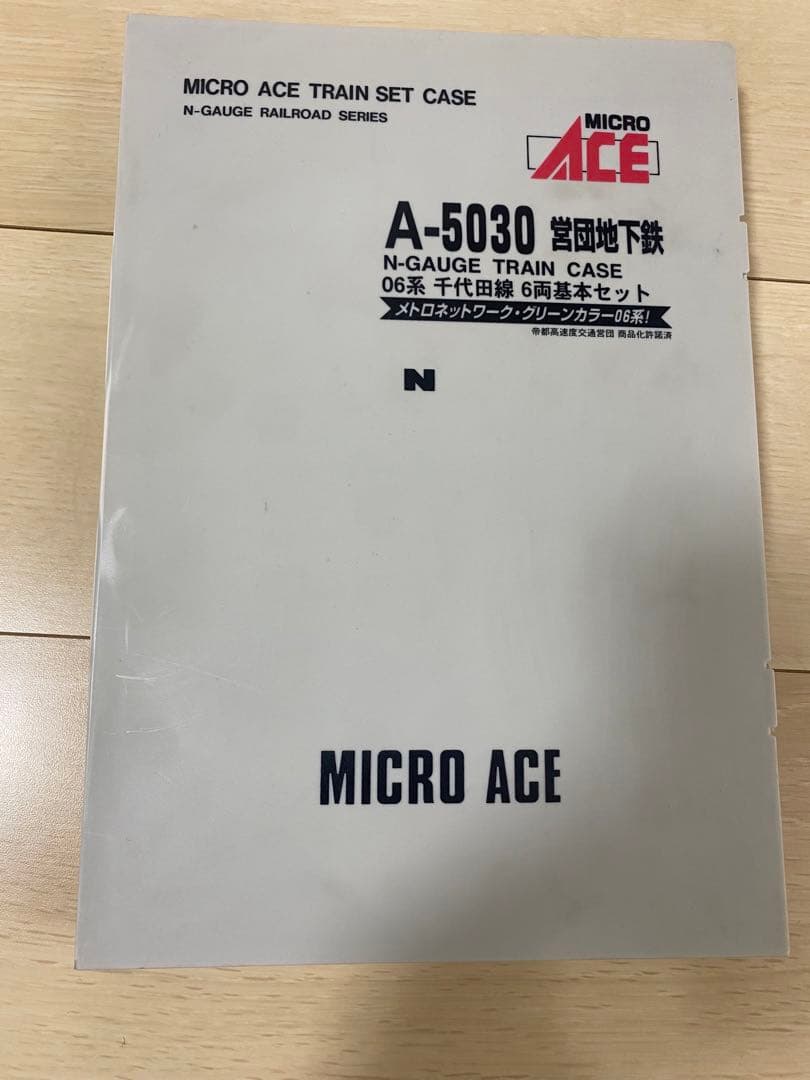 MICRO ACE TRAIN SET CASE
N-GAUGE RAILROAD SERIES
MICRO
ACE
A-5030 営団地下鉄
N-GAUGE TRAIN CASE
06系 千代田線 6両基本セット
メトロネットワーク・グリーンカラー06系!
帝都高速度交通営団 商品化許諾済
N
MICRO ACE